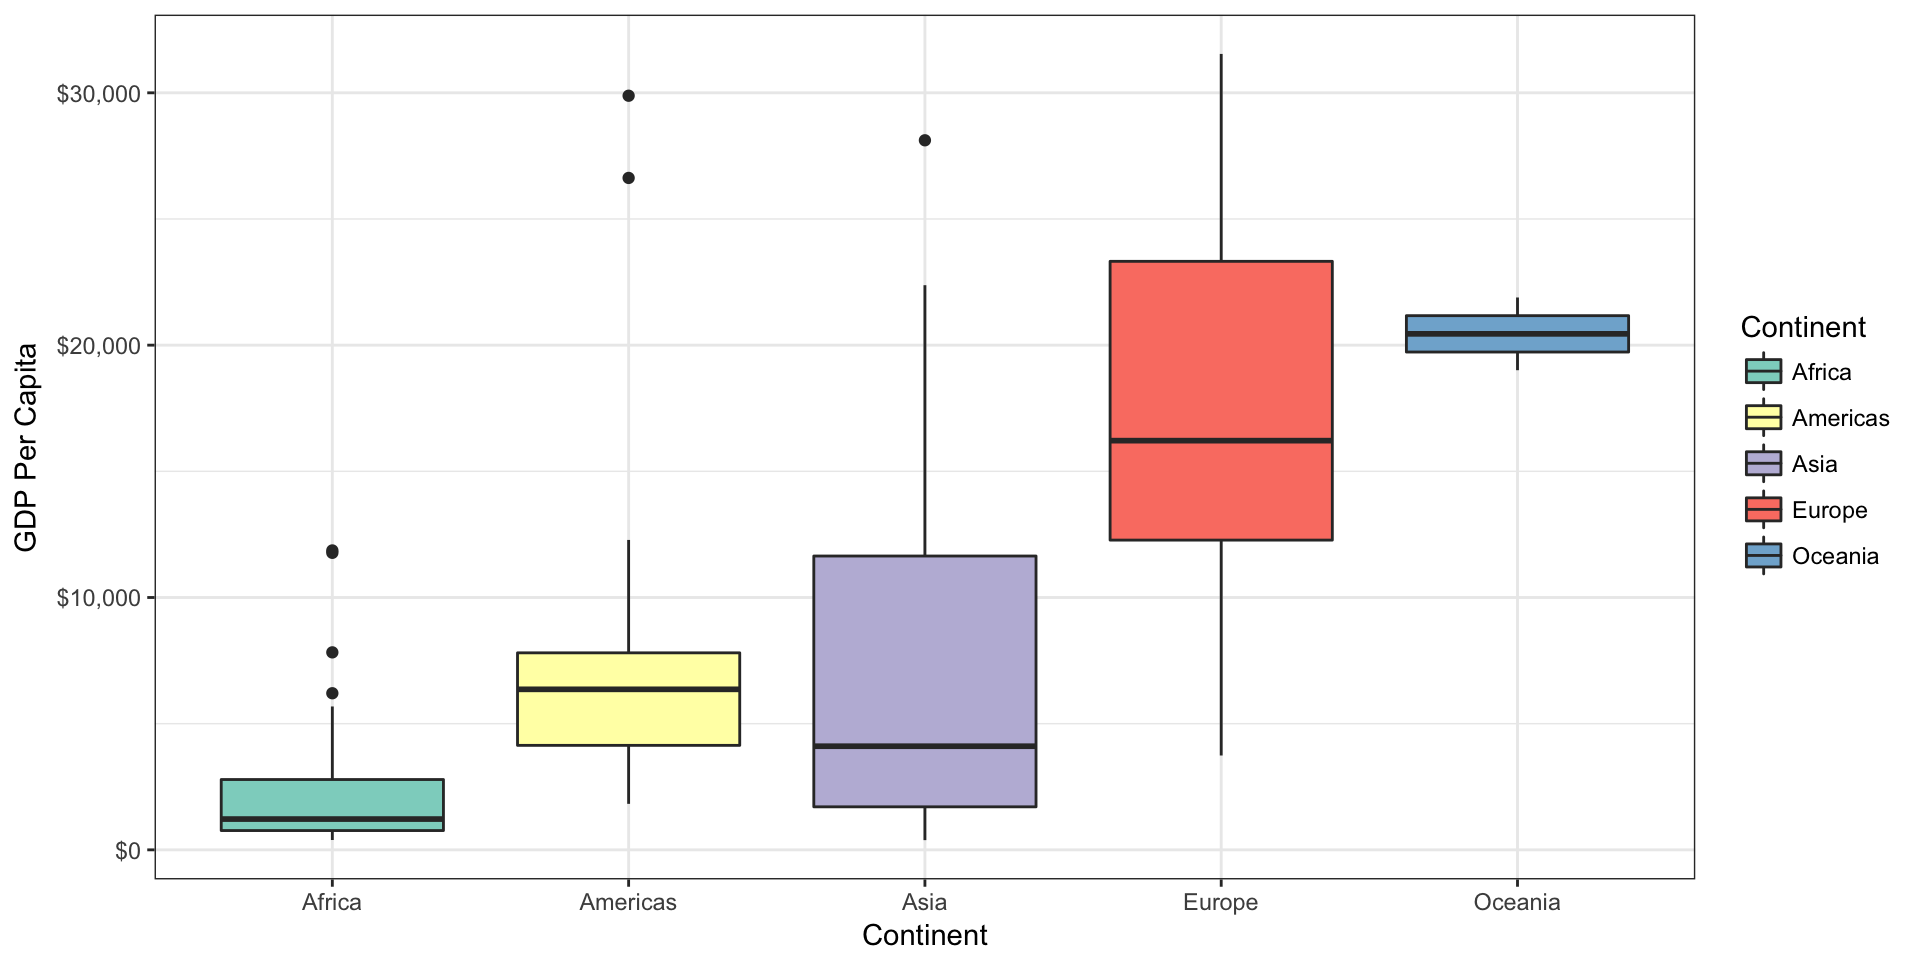 GDP Per Capita
$30,000
$20,000
$10,000
$0
Africa
Americas
Asia
Europe
Oceania
Continent
Continent
Africa
Americas
Asia
Europe
Oceania